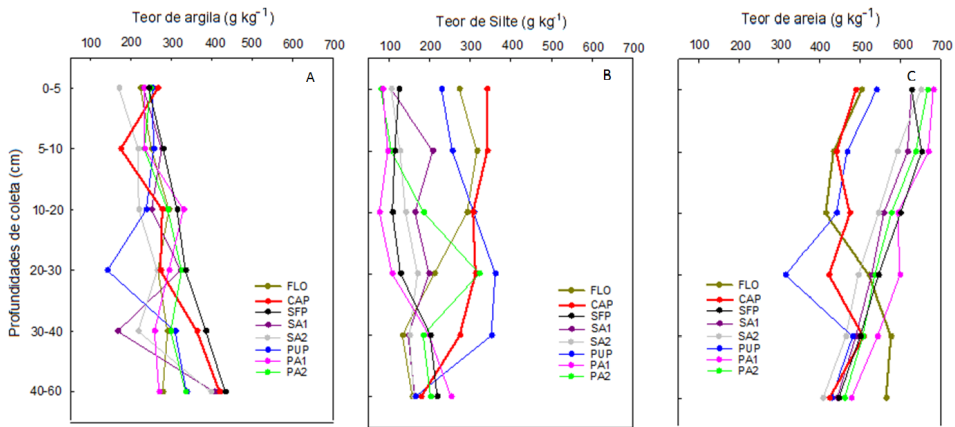 Teor de argila (g kg⁻¹)
100 200 300 400 500 600 700
A
Profundidades de coleta (cm)
0-5
5-10
10-20
20-30
30-40
40-60
FLO
CAP
SFP
SA1
SA2
PUP
PA1
PA2
Teor de Silte (g kg⁻¹)
100 200 300 400 500 600 700
B
FLO
CAP
SFP
SA1
SA2
PUP
PA1
PA2
Teor de areia (g kg⁻¹)
100 200 300 400 500 600 700
C
FLO
CAP
SFP
SA1
SA2
PUP
PA1
PA2